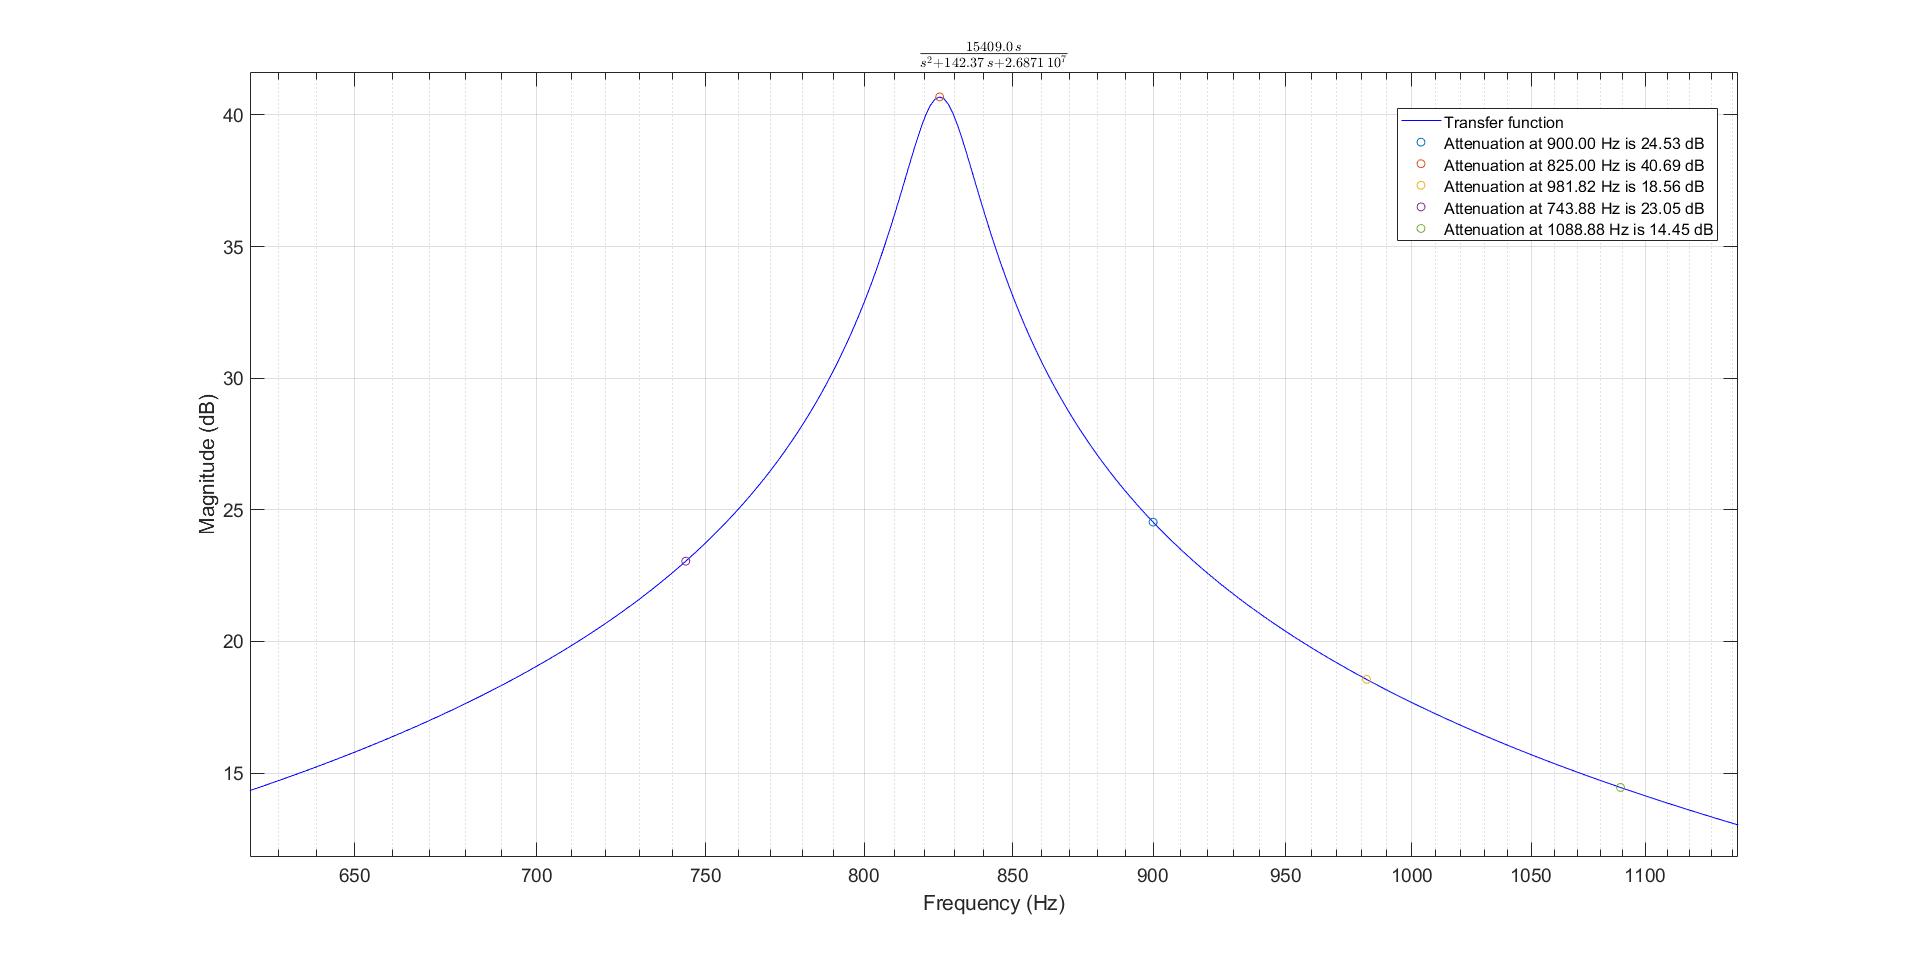 15409.0 s
s²+142.37 s+2.6871 10⁷
40
35
30
25
20
15
Magnitude (dB)
Transfer function
Attenuation at 900.00 Hz is 24.53 dB
Attenuation at 825.00 Hz is 40.69 dB
Attenuation at 981.82 Hz is 18.56 dB
Attenuation at 743.88 Hz is 23.05 dB
Attenuation at 1088.88 Hz is 14.45 dB
650 700 750 800 850 900 950 1000 1050 1100
Frequency (Hz)